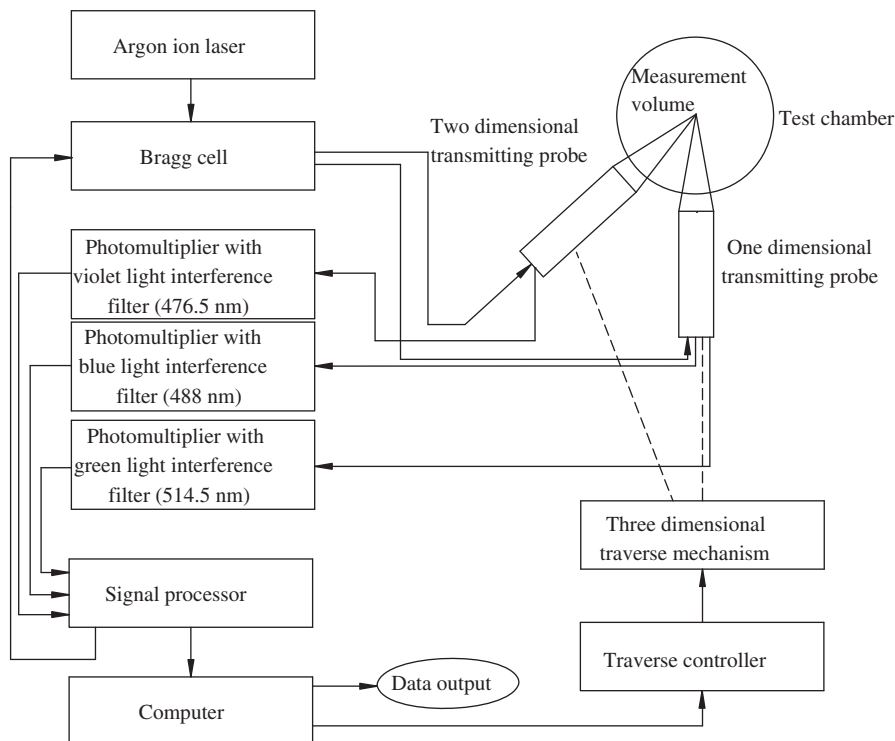 Argon ion laser
Bragg cell
Photomultiplier with
violet light interference
filter (476.5 nm)
Photomultiplier with
blue light interference
filter (488 nm)
Photomultiplier with
green light interference
filter (514.5 nm)
Signal processor
Computer
Data output
Two dimensional
transmitting probe
Measurement
volume
Test chamber
One dimensional
transmitting probe
Three dimensional
traverse mechanism
Traverse controller